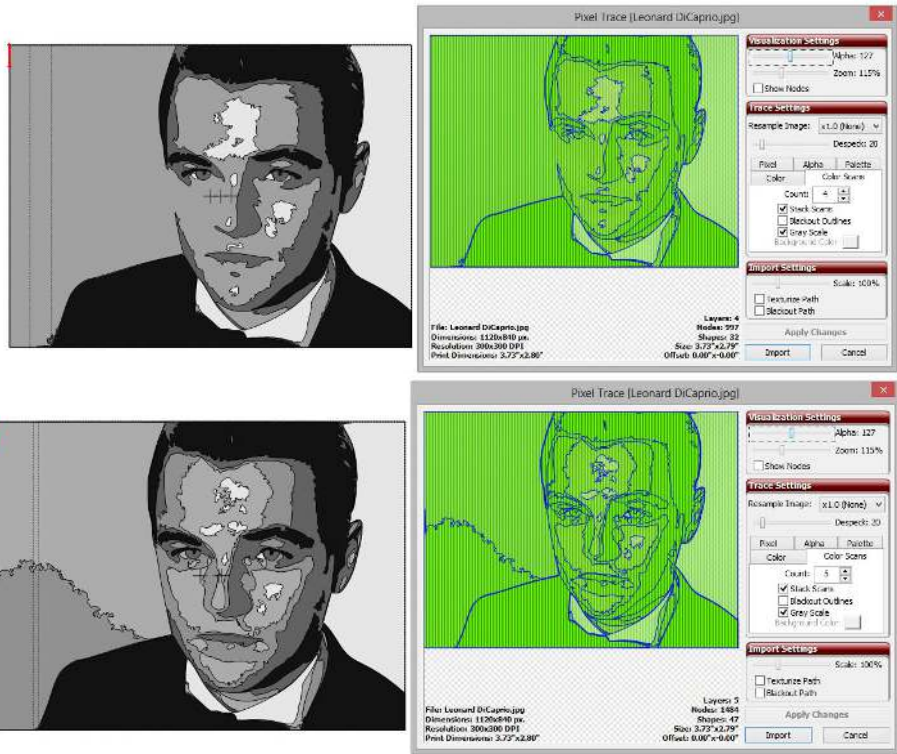 Pixel Trace [Leonard DiCaprio.jpg]
Visualization Settings
Alpha: 127
Zoom: 115%
Show Nodes
Trace Settings
Resample Image: x1.0 (None)
Despeck: 20
Pixel Alpha Palette
Color Color Scans
Count: 4
Stack Scans
Blackout Outlines
Gray Scale
Background Color
Import Settings
Scale: 100%
Texturize Path
Blackout Path
Apply Changes
Import Cancel
Layers: 4
File: Leonard DiCaprio.jpg Nodes: 997
Dimensions: 1120x840 px. Shapes: 32
Resolution: 300x300 DPI Size: 3.73"x2.79"
Print Dimensions: 3.73"x2.80" Offset: 0.00"x-0.00"
Pixel Trace [Leonard DiCaprio.jpg]
Visualization Settings
Alpha: 127
Zoom: 115%
Show Nodes
Trace Settings
Resample Image: x1.0 (None)
Despeck: 20
Pixel Alpha Palette
Color Color Scans
Count: 5
Stack Scans
Blackout Outlines
Gray Scale
Background Color
Import Settings
Scale: 100%
Texturize Path
Blackout Path
Apply Changes
Import Cancel
Layers: 5
File: Leonard DiCaprio.jpg Nodes: 1484
Dimensions: 1120x840 px. Shapes: 47
Resolution: 300x300 DPI Size: 3.73"x2.79"
Print Dimensions: 3.73"x2.80" Offset: 0.00"x-0.00"